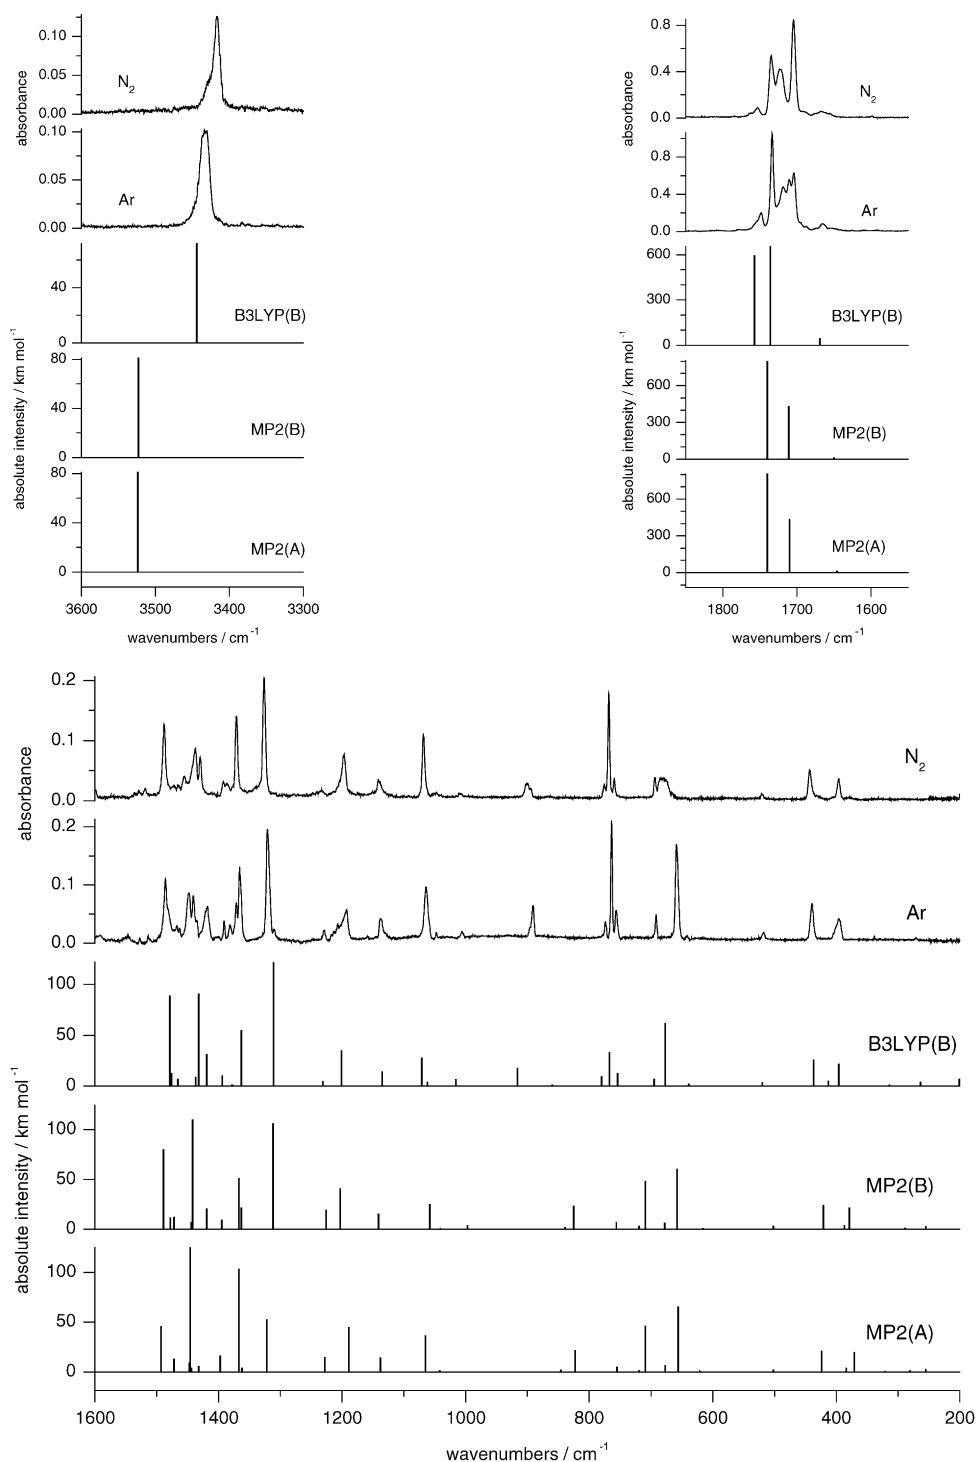 absorbance
0.10
0.05
0.00
N2
0.10
0.05
0.00
Ar
absolute intensity / km mol-1
40
0
B3LYP(B)
80
40
0
MP2(B)
80
40
0
MP2(A)
3600 3500 3400 3300
wavenumbers / cm-1
absorbance
0.8
0.4
0.0
N2
0.8
0.4
0.0
Ar
absolute intensity / km mol-1
600
300
0
B3LYP(B)
600
300
0
MP2(B)
600
300
0
MP2(A)
1800 1700 1600
wavenumbers / cm-1
absorbance
0.2
0.1
0.0
N2
0.2
0.1
0.0
Ar
absolute intensity / km mol-1
100
50
0
B3LYP(B)
100
50
0
MP2(B)
100
50
0
MP2(A)
1600 1400 1200 1000 800 600 400 200
wavenumbers / cm-1